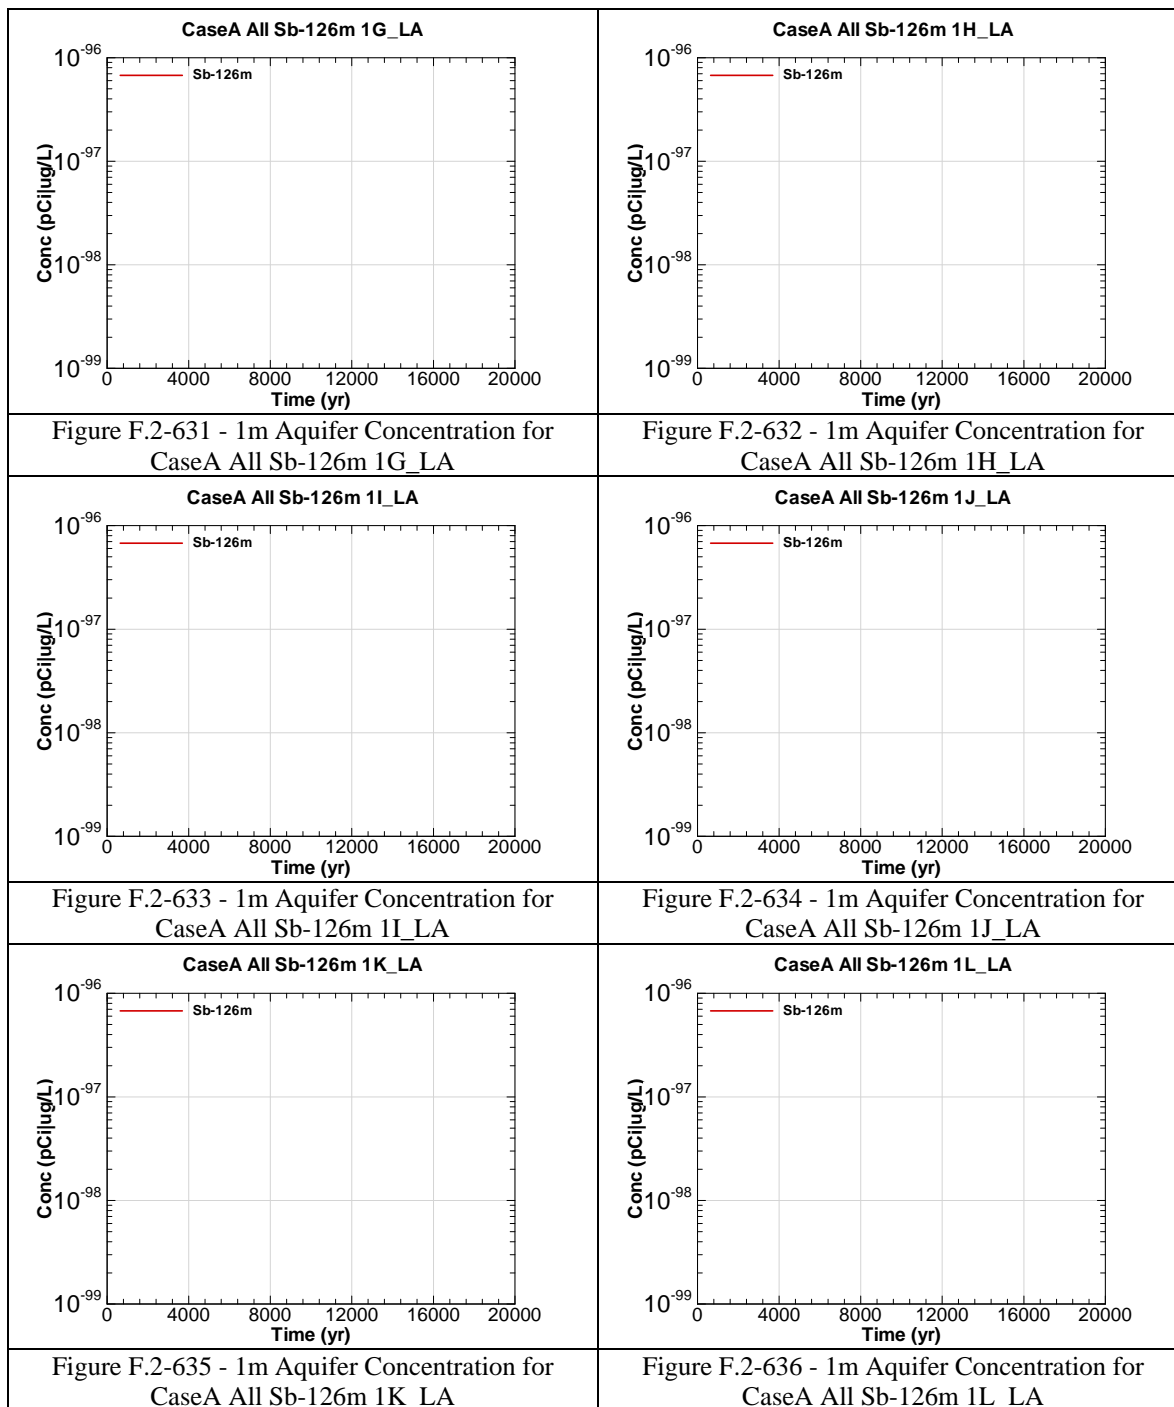 CaseA All Sb-126m 1G_LA
Sb-126m
Conc (pCi|ug/L)
10-96
10-97
10-98
10-99
0 4000 8000 12000 16000 20000
Time (yr)
Figure F.2-631 - 1m Aquifer Concentration for
CaseA All Sb-126m 1G_LA
CaseA All Sb-126m 1H_LA
Sb-126m
Conc (pCi|ug/L)
10-96
10-97
10-98
10-99
0 4000 8000 12000 16000 20000
Time (yr)
Figure F.2-632 - 1m Aquifer Concentration for
CaseA All Sb-126m 1H_LA
CaseA All Sb-126m 1I_LA
Sb-126m
Conc (pCi|ug/L)
10-96
10-97
10-98
10-99
0 4000 8000 12000 16000 20000
Time (yr)
Figure F.2-633 - 1m Aquifer Concentration for
CaseA All Sb-126m 1I_LA
CaseA All Sb-126m 1J_LA
Sb-126m
Conc (pCi|ug/L)
10-96
10-97
10-98
10-99
0 4000 8000 12000 16000 20000
Time (yr)
Figure F.2-634 - 1m Aquifer Concentration for
CaseA All Sb-126m 1J_LA
CaseA All Sb-126m 1K_LA
Sb-126m
Conc (pCi|ug/L)
10-96
10-97
10-98
10-99
0 4000 8000 12000 16000 20000
Time (yr)
Figure F.2-635 - 1m Aquifer Concentration for
CaseA All Sb-126m 1K_LA
CaseA All Sb-126m 1L_LA
Sb-126m
Conc (pCi|ug/L)
10-96
10-97
10-98
10-99
0 4000 8000 12000 16000 20000
Time (yr)
Figure F.2-636 - 1m Aquifer Concentration for
CaseA All Sb-126m 1L_LA